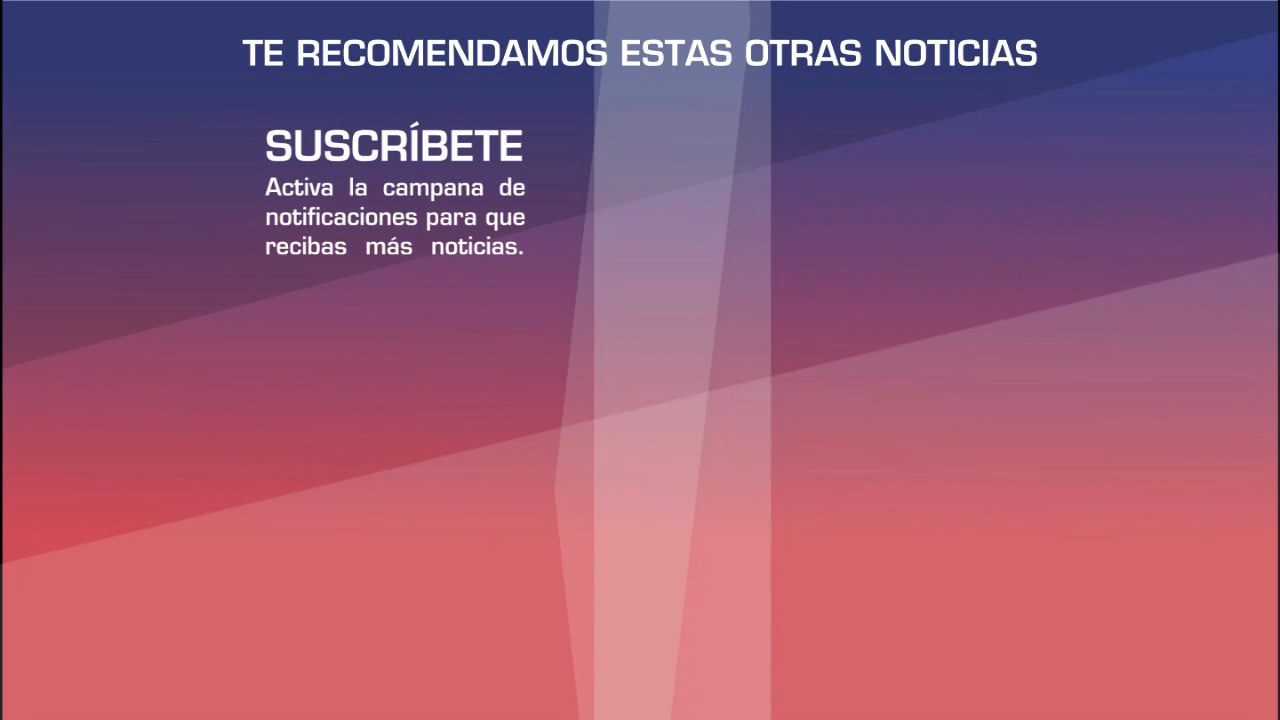 TE RECOMENDAMOS ESTAS OTRAS NOTICIAS
SUSCRÍBETE
Activa la campana de
notificaciones para que
recibas más noticias.